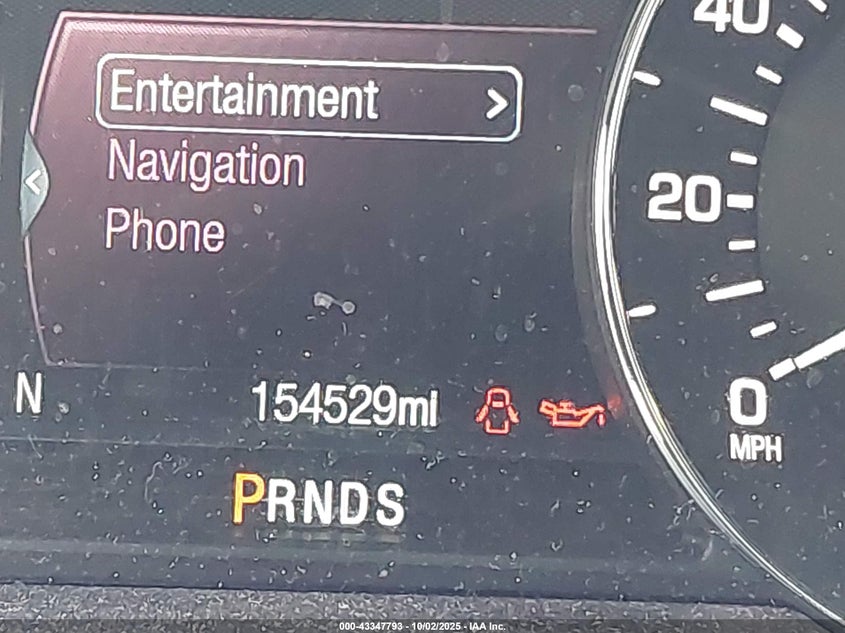 40
Entertainment >
Navigation
20
Phone
N
154529mi
0
MPH
PRNDS
000-43347793 - 10/02/2025 - IAA Inc.